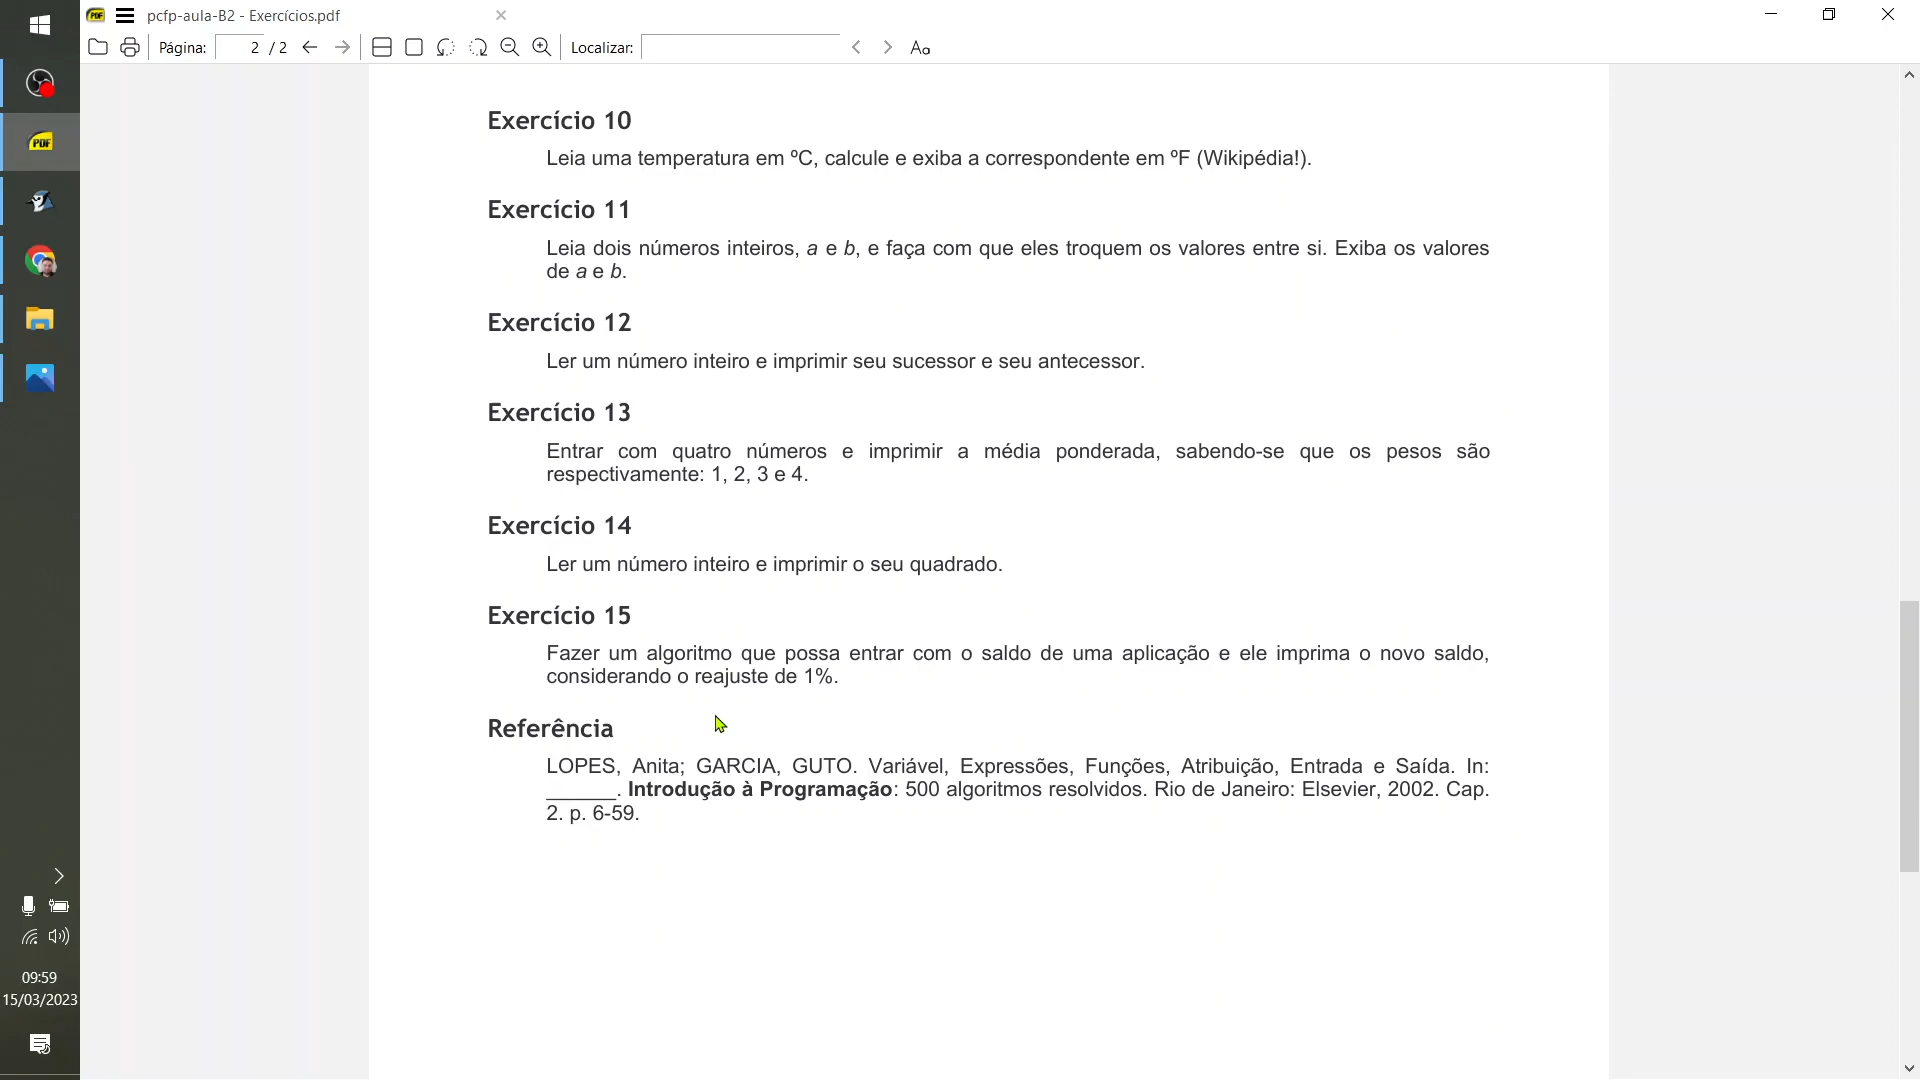 pcfp-aula-B2 - Exercícios.pdf
Página: 2 / 2 Localizar: Aa
Exercício 10
Leia uma temperatura em ºC, calcule e exiba a correspondente em ºF (Wikipédia!).
Exercício 11
Leia dois números inteiros, a e b, e faça com que eles troquem os valores entre si. Exiba os valores
de a e b.
Exercício 12
Ler um número inteiro e imprimir seu sucessor e seu antecessor.
Exercício 13
Entrar com quatro números e imprimir a média ponderada, sabendo-se que os pesos são
respectivamente: 1, 2, 3 e 4.
Exercício 14
Ler um número inteiro e imprimir o seu quadrado.
Exercício 15
Fazer um algoritmo que possa entrar com o saldo de uma aplicação e ele imprima o novo saldo,
considerando o reajuste de 1%.
Referência
LOPES, Anita; GARCIA, GUTO. Variável, Expressões, Funções, Atribuição, Entrada e Saída. In:
______. Introdução à Programação: 500 algoritmos resolvidos. Rio de Janeiro: Elsevier, 2002. Cap.
2. p. 6-59.
PDF
PDF
09:59
15/03/2023